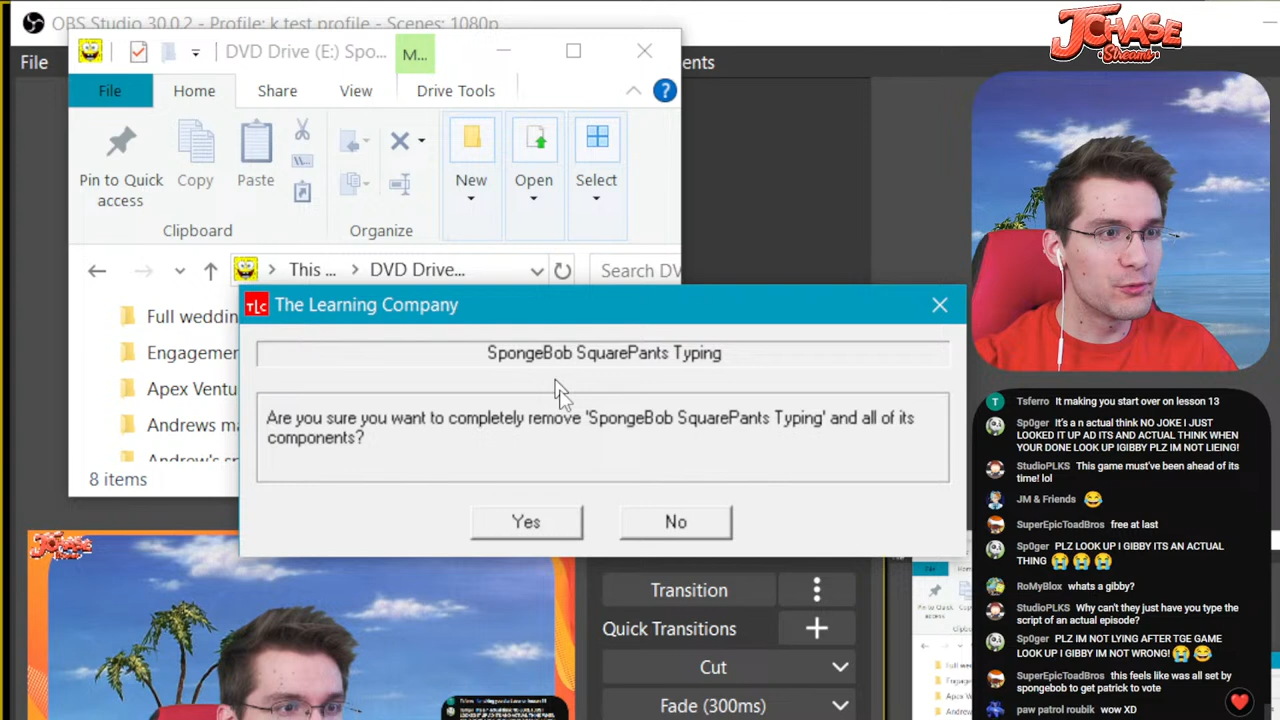 OBS Studio 30.0.2 - Profile: k test profile - Scenes: 1080p
JCHASE
Streams
DVD Drive (E:) Spo...
M...
File
ents
File
Home
Share
View
Drive Tools
?
Pin to Quick
access
Copy
Paste
New
Open
Select
Clipboard
Organize
This ...
DVD Drive...
Search DV
Full weddin
Engagemen
Apex Ventu
Andrews ma
Andrew's s
8 items
TLC
The Learning Company
SpongeBob SquarePants Typing
Are you sure you want to completely remove 'SpongeBob SquarePants Typing' and all of its
components?
Yes
No
Transition
Quick Transitions
Cut
Fade (300ms)
JCHASE
T
Tsferro It making you start over on lesson 13
Sp0ger It's a n actual think NO JOKE I JUST
LOOKED IT UP AD ITS AND ACTUAL THINK WHEN
YOUR DONE LOOK UP IGIBBY PLZ IM NOT LIEING!
StudioPLKS This game must've been ahead of its
time! lol
JM & Friends 😂
SuperEpicToadBros free at last
Sp0ger PLZ LOOK UP I GIBBY ITS AN ACTUAL
THING 😭😭😭
RoMyBlox whats a gibby?
StudioPLKS Why can't they just have you type the
script of an actual episode?
Sp0ger PLZ IM NOT LYING AFTER TGE GAME
LOOK UP I GIBBY IM NOT WRONG!😭😂
SuperEpicToadBros this feels like was all set by
spongebob to get patrick to vote
paw patrol roubik wow XD